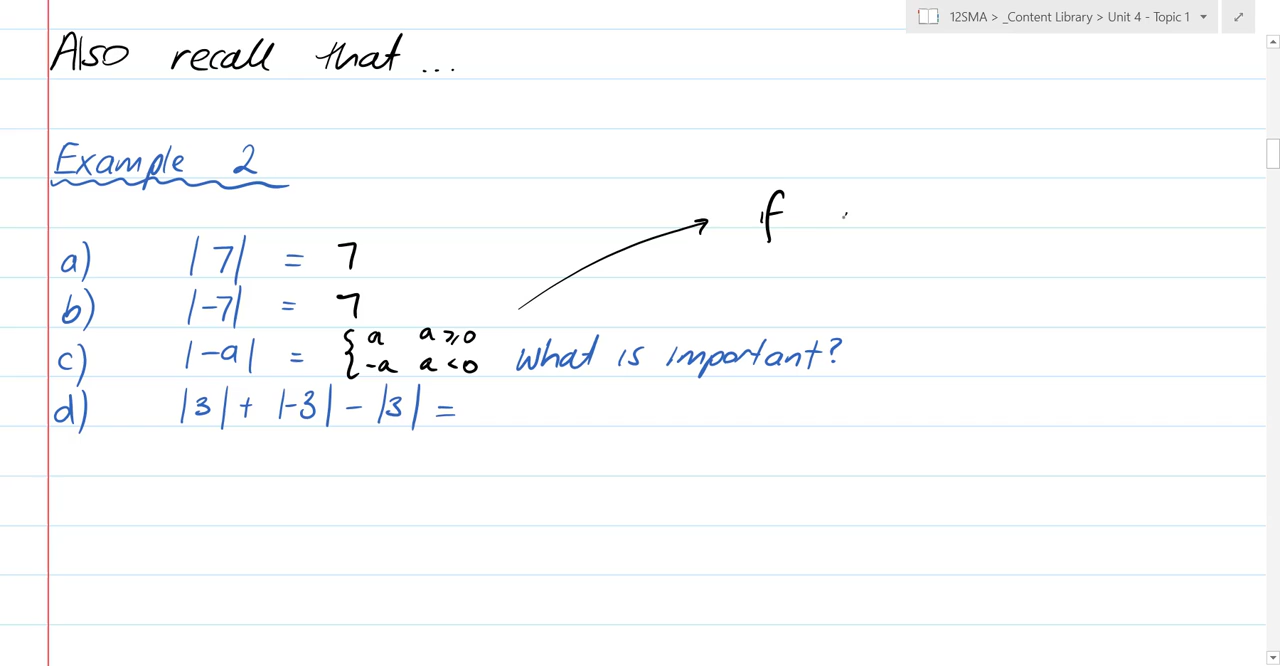 12SMA > _Content Library > Unit 4 - Topic 1
Also recall that ...
Example 2
if
a) |7| = 7
b) |-7| = 7
c) |-a| = { a a ≥ 0
-a a < 0 What is important?
d) |3| + |-3| - |3| =